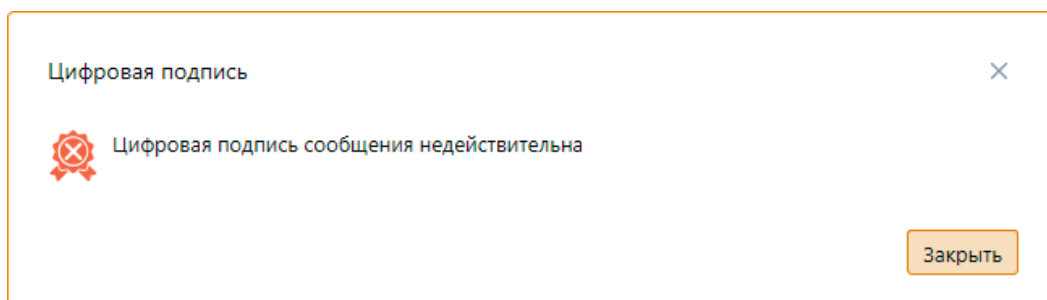 Цифровая подпись
Цифровая подпись сообщения недействительна
Закрыть